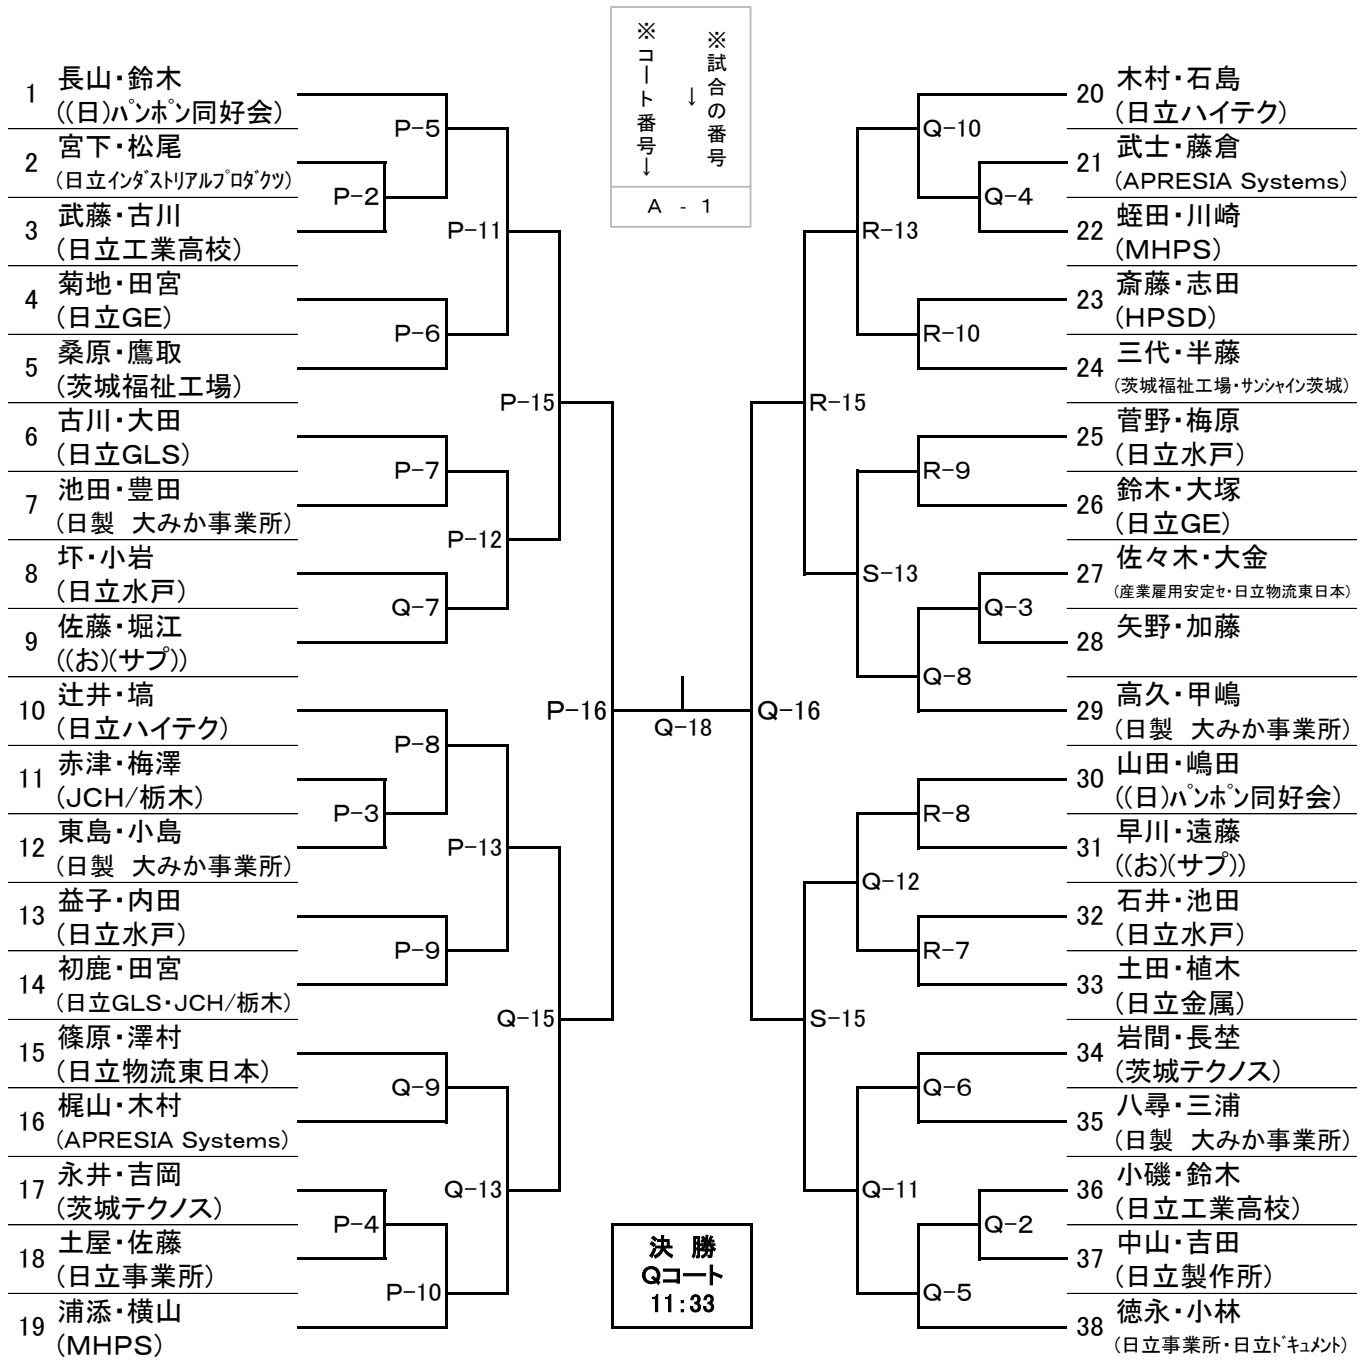 ※コート番号→
※試合の番号
↓
A - 1
1 長山・鈴木
((日)パンポン同好会)
2 宮下・松尾
(日立インダストリアルプロダクツ)
3 武藤・古川
(日立工業高校)
4 菊地・田宮
(日立GE)
5 桑原・鷹取
(茨城福祉工場)
6 古川・大田
(日立GLS)
7 池田・豊田
(日製 大みか事業所)
8 圷・小岩
(日立水戸)
9 佐藤・堀江
((お)(サプ))
10 辻井・塙
(日立ハイテク)
11 赤津・梅澤
(JCH/栃木)
12 東島・小島
(日製 大みか事業所)
13 益子・内田
(日立水戸)
14 初鹿・田宮
(日立GLS・JCH/栃木)
15 篠原・澤村
(日立物流東日本)
16 梶山・木村
(APRESIA Systems)
17 永井・吉岡
(茨城テクノス)
18 土屋・佐藤
(日立事業所)
19 浦添・横山
(MHPS)
P-5
P-2
P-11
P-6
P-15
P-7
P-12
Q-7
P-16
P-8
P-3
P-13
P-9
Q-15
Q-9
Q-13
P-4
P-10
Q-18
決 勝
Qコート
11:33
Q-10
Q-4
R-13
R-10
R-15
R-9
S-13
Q-3
Q-8
Q-16
R-8
Q-12
R-7
S-15
Q-6
Q-11
Q-2
Q-5
20 木村・石島
(日立ハイテク)
21 武士・藤倉
(APRESIA Systems)
22 蛭田・川崎
(MHPS)
23 斎藤・志田
(HPSD)
24 三代・半藤
(茨城福祉工場・サンシャイン茨城)
25 菅野・梅原
(日立水戸)
26 鈴木・大塚
(日立GE)
27 佐々木・大金
(産業雇用安定セ・日立物流東日本)
28 矢野・加藤
29 高久・甲嶋
(日製 大みか事業所)
30 山田・嶋田
((日)パンポン同好会)
31 早川・遠藤
((お)(サプ))
32 石井・池田
(日立水戸)
33 土田・植木
(日立金属)
34 岩間・長埜
(茨城テクノス)
35 八尋・三浦
(日製 大みか事業所)
36 小磯・鈴木
(日立工業高校)
37 中山・吉田
(日立製作所)
38 徳永・小林
(日立事業所・日立ドキュメント)